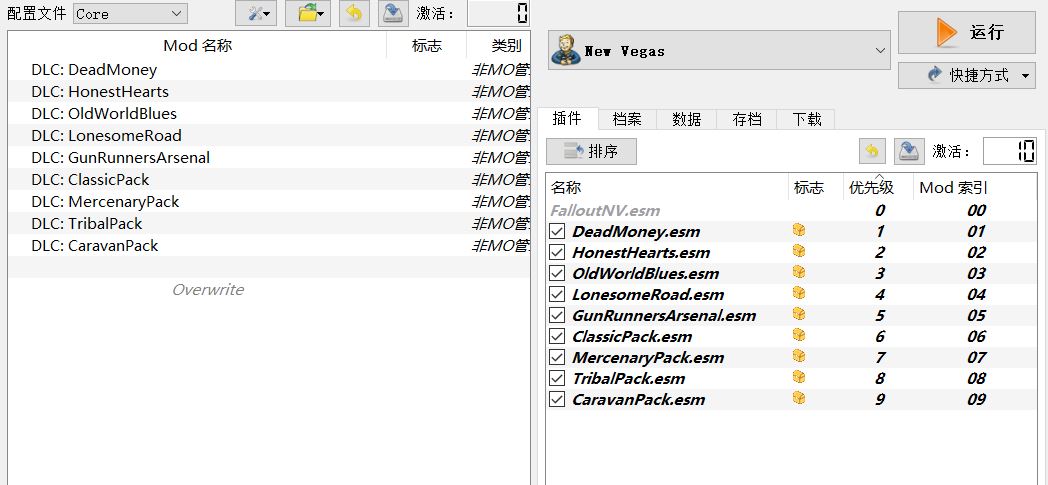 配置文件 Core 激活： 0
Mod 名称 标志 类别
DLC: DeadMoney 非MO管
DLC: HonestHearts 非MO管
DLC: OldWorldBlues 非MO管
DLC: LonesomeRoad 非MO管
DLC: GunRunnersArsenal 非MO管
DLC: ClassicPack 非MO管
DLC: MercenaryPack 非MO管
DLC: TribalPack 非MO管
DLC: CaravanPack 非MO管
Overwrite
New Vegas
运行
快捷方式
插件 档案 数据 存档 下载
排序 激活： 10
名称 标志 优先级 Mod 索引
FalloutNV.esm 0 00
DeadMoney.esm 1 01
HonestHearts.esm 2 02
OldWorldBlues.esm 3 03
LonesomeRoad.esm 4 04
GunRunnersArsenal.esm 5 05
ClassicPack.esm 6 06
MercenaryPack.esm 7 07
TribalPack.esm 8 08
CaravanPack.esm 9 09